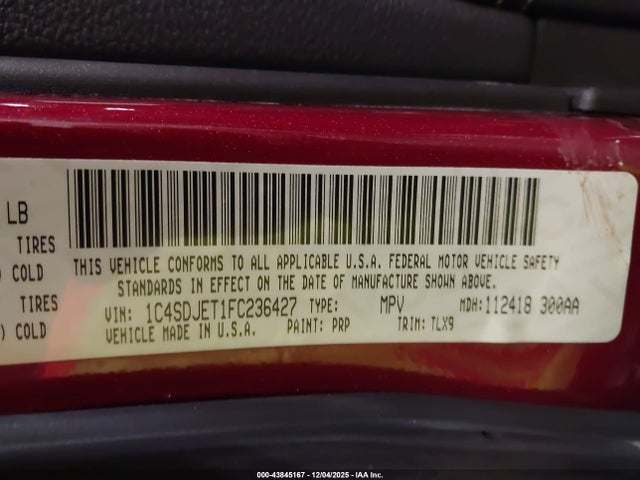 LB
TIRES
) COLD
TIRES
) COLD
THIS VEHICLE CONFORMS TO ALL APPLICABLE U.S.A. FEDERAL MOTOR VEHICLE SAFETY
STANDARDS IN EFFECT ON THE DATE OF MANUFACTURE SHOWN ABOVE.
VIN: 1C4SDJET1FC236427 TYPE: MPV MDH:112418 300AA
VEHICLE MADE IN U.S.A. PAINT: PRP TRIM: TLX9
000-43845167 - 12/04/2025 - IAA Inc.